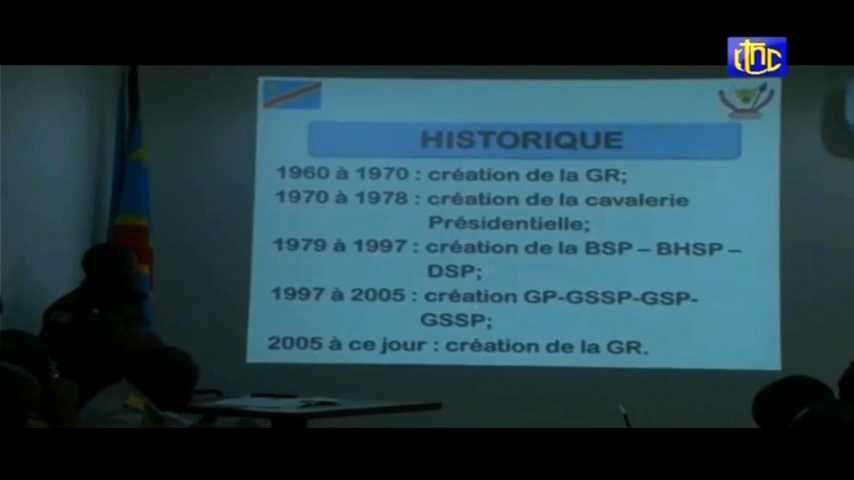 rtnc
HISTORIQUE
1960 à 1970 : création de la GR;
1970 à 1978 : création de la cavalerie
Présidentielle;
1979 à 1997 : création de la BSP – BHSP –
DSP;
1997 à 2005 : création GP-GSSP-GSP-
GSSP;
2005 à ce jour : création de la GR.